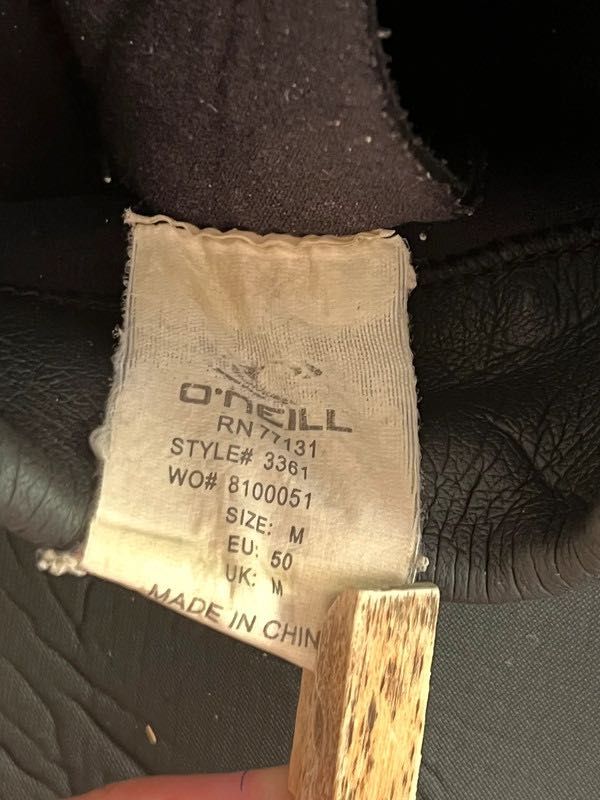 O'NEILL
RN 77131
STYLE# 3361
WO# 8100051
SIZE: M
EU: 50
UK: M
MADE IN CHIN